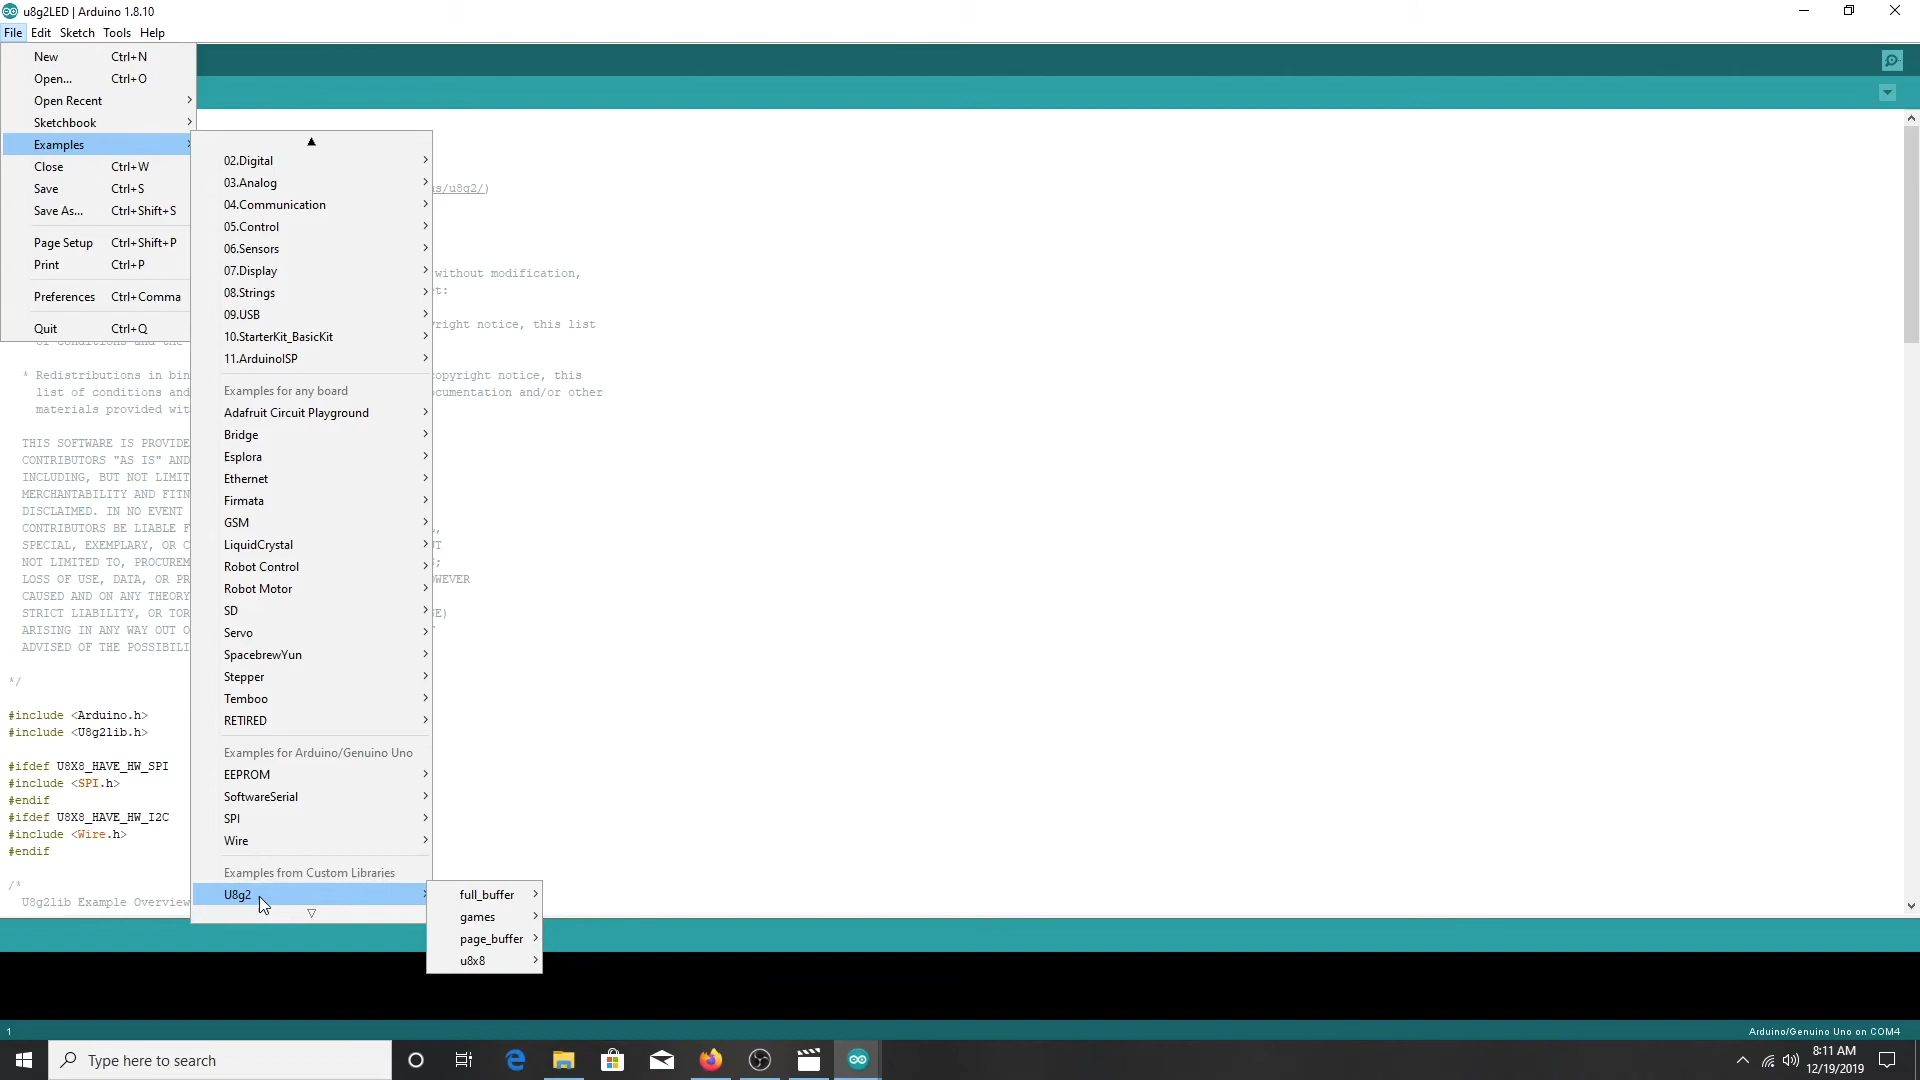 u8g2LED | Arduino 1.8.10
File Edit Sketch Tools Help
New Ctrl+N
Open... Ctrl+O
Open Recent
Sketchbook
Examples
Close Ctrl+W
Save Ctrl+S
Save As... Ctrl+Shift+S
Page Setup Ctrl+Shift+P
Print Ctrl+P
Preferences Ctrl+Comma
Quit Ctrl+Q
02.Digital
03.Analog
04.Communication
05.Control
06.Sensors
07.Display
08.Strings
09.USB
10.StarterKit_BasicKit
11.ArduinoISP
Examples for any board
Adafruit Circuit Playground
Bridge
Esplora
Ethernet
Firmata
GSM
LiquidCrystal
Robot Control
Robot Motor
SD
Servo
SpacebrewYun
Stepper
Temboo
RETIRED
Examples for Arduino/Genuino Uno
EEPROM
SoftwareSerial
SPI
Wire
Examples from Custom Libraries
U8g2
full_buffer
games
page_buffer
u8x8
s/u8g2/)
without modification,
t:
right notice, this list
of conditions and the
* Redistributions in bin
opyright notice, this
list of conditions and
cumentation and/or other
materials provided wit
THIS SOFTWARE IS PROVIDE
CONTRIBUTORS "AS IS" AND
INCLUDING, BUT NOT LIMIT
MERCHANTABILITY AND FITN
DISCLAIMED. IN NO EVENT
CONTRIBUTORS BE LIABLE F
SPECIAL, EXEMPLARY, OR C
UT
NOT LIMITED TO, PROCUREM
S;
LOSS OF USE, DATA, OR PR
OWEVER
CAUSED AND ON ANY THEORY
STRICT LIABILITY, OR TOR
E)
ARISING IN ANY WAY OUT O
ADVISED OF THE POSSIBILI
*/
#include <Arduino.h>
#include <U8g2lib.h>
#ifdef U8X8_HAVE_HW_SPI
#include <SPI.h>
#endif
#ifdef U8X8_HAVE_HW_I2C
#include <Wire.h>
#endif
/*
U8g2lib Example Overview
1
Arduino/Genuino Uno on COM4
Type here to search
8:11 AM
12/19/2019